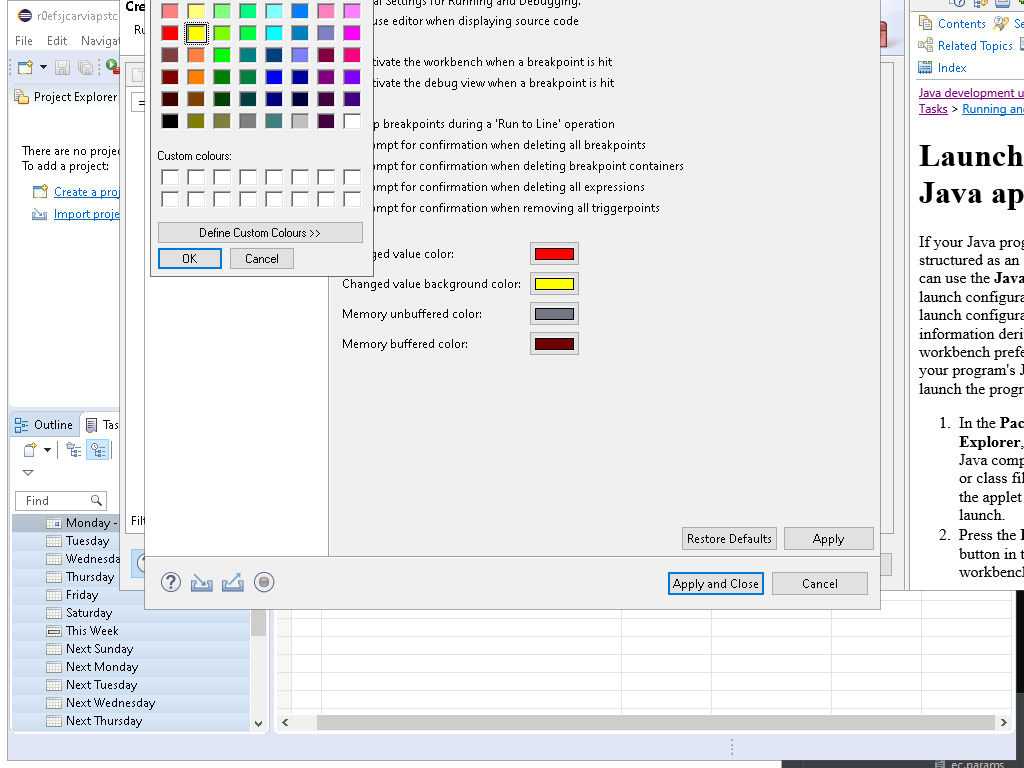 r0efsjcarviapstc
File Edit Navigat
Project Explorer
There are no projec
To add a project:
Create a proj
Import proje
Outline
Tas
Find
Monday -
Tuesday
Wednesda
Thursday
Friday
Saturday
This Week
Next Sunday
Next Monday
Next Tuesday
Next Wednesday
Next Thursday
Cre
Ru
Filt
Custom colours:
Define Custom Colours >>
OK
Cancel
al Settings for Running and Debugging.
use editor when displaying source code
tivate the workbench when a breakpoint is hit
tivate the debug view when a breakpoint is hit
p breakpoints during a 'Run to Line' operation
ompt for confirmation when deleting all breakpoints
ompt for confirmation when deleting breakpoint containers
ompt for confirmation when deleting all expressions
ompt for confirmation when removing all triggerpoints
ged value color:
Changed value background color:
Memory unbuffered color:
Memory buffered color:
Restore Defaults
Apply
Apply and Close
Cancel
Contents
Se
Related Topics
Index
Java development u
Tasks > Running and
Launch
Java ap
If your Java prog
structured as an
can use the Java
launch configura
launch configura
information deri
workbench prefe
your program's J
launch the progr
1. In the Pac
Explorer,
Java comp
or class fil
the applet
launch.
2. Press the
button in t
workbencl
ec.params